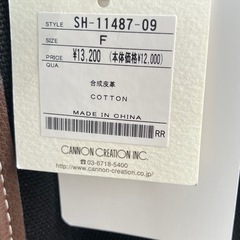 STYLE SH-11487-09
SIZE F
PRICE ¥13,200 (本体価格¥12,000)
QUA.
合成皮革
COTTON
MADE IN CHINA
RR
CANNON CREATION INC.
☎ 03-6718-5400
www.cannon-creation.co.jp